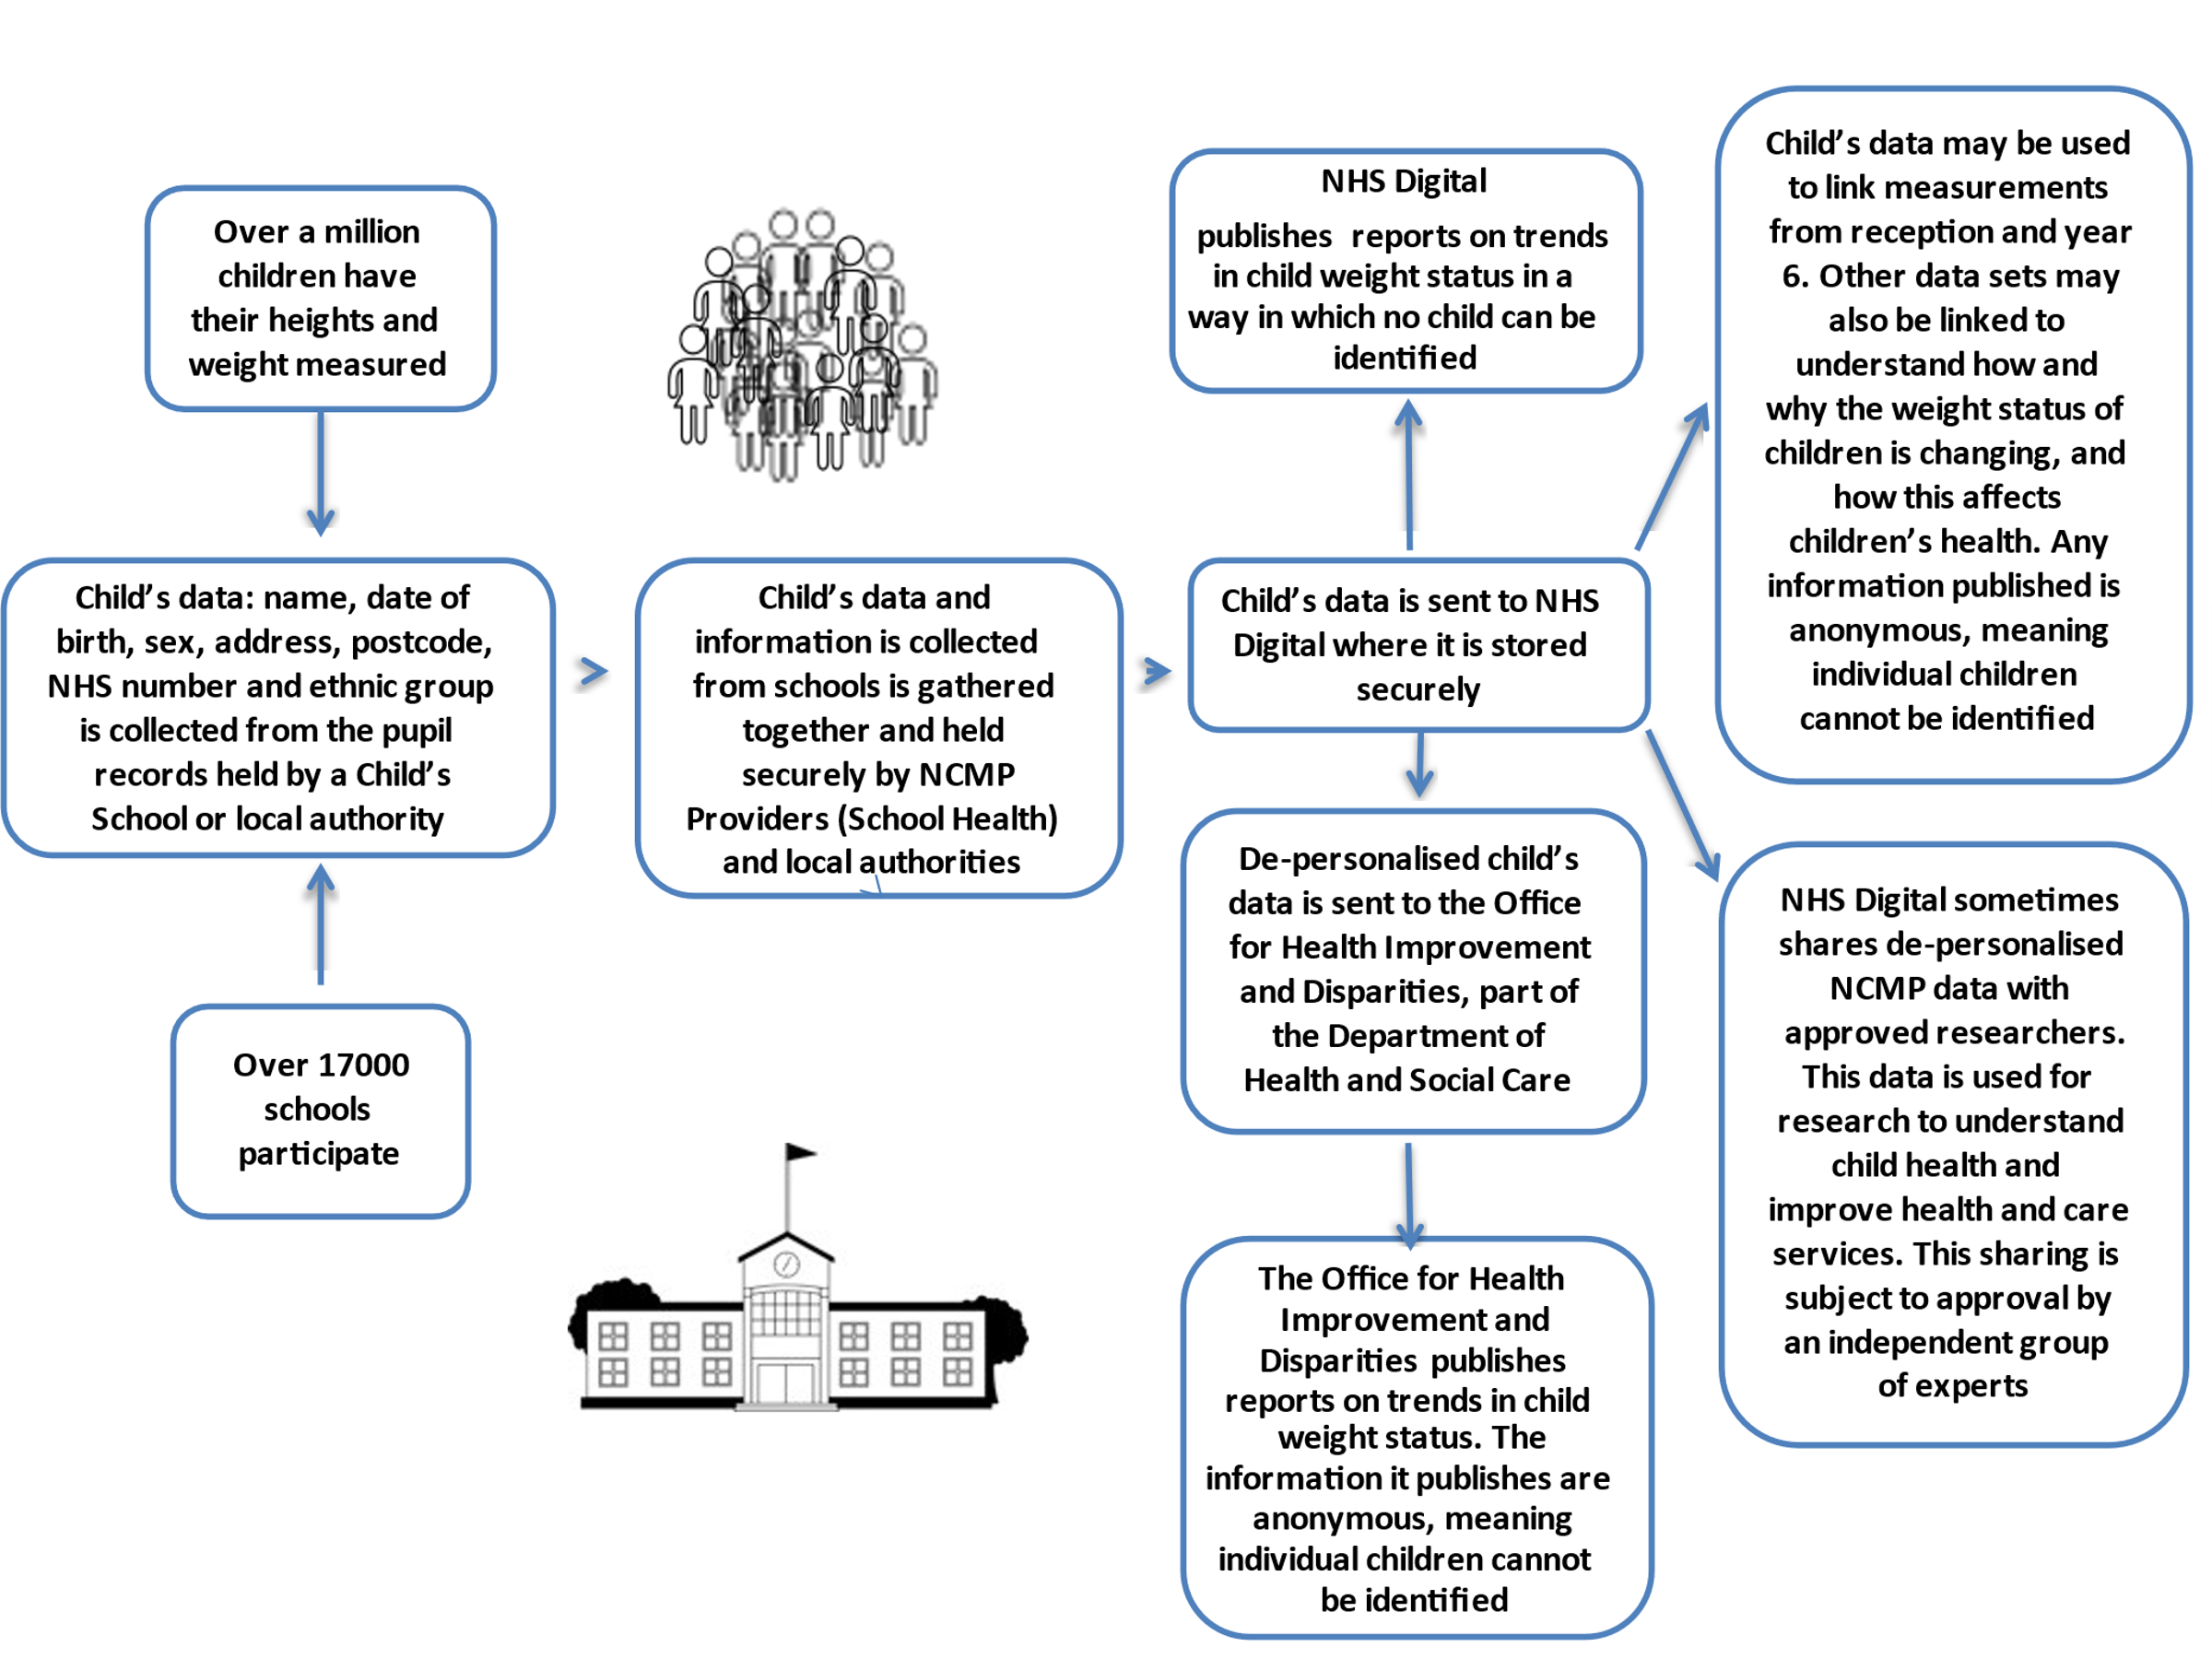 Over a million
children have
their heights and
weight measured
Child's data: name, date of
birth, sex, address, postcode,
NHS number and ethnic group
is collected from the pupil
records held by a Child's
School or local authority
Over 17000
schools
participate
Child's data and
information is collected
from schools is gathered
together and held
securely by NCMP
Providers (School Health)
and local authorities
Child's data is sent to NHS
Digital where it is stored
securely
NHS Digital
publishes reports on trends
in child weight status in a
way in which no child can be
identified
De-personalised child's
data is sent to the Office
for Health Improvement
and Disparities, part of
the Department of
Health and Social Care
The Office for Health
Improvement and
Disparities publishes
reports on trends in child
weight status. The
information it publishes are
anonymous, meaning
individual children cannot
be identified
Child's data may be used
to link measurements
from reception and year
6. Other data sets may
also be linked to
understand how and
why the weight status of
children is changing, and
how this affects
children's health. Any
information published is
anonymous, meaning
individual children
cannot be identified
NHS Digital sometimes
shares de-personalised
NCMP data with
approved researchers.
This data is used for
research to understand
child health and
improve health and care
services. This sharing is
subject to approval by
an independent group
of experts